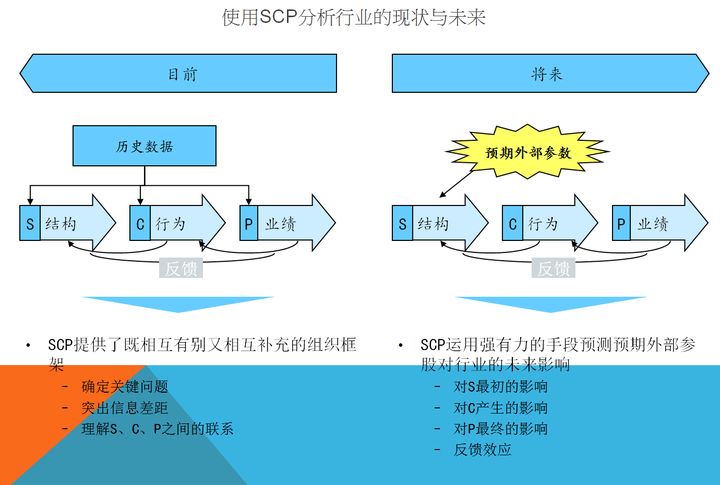 使用SCP分析行业的现状与未来
目前
历史数据
S 结构
C 行为
P 业绩
反馈
• SCP提供了既相互有别又相互补充的组织框
架
- 确定关键问题
- 突出信息差距
- 理解S、C、P之间的联系
将来
预期外部参数
S 结构
C 行为
P 业绩
反馈
• SCP运用强有力的手段预测预期外部参
股对行业的未来影响
- 对S最初的影响
- 对C产生的影响
- 对P最终的影响
- 反馈效应